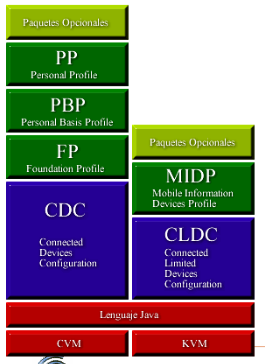 Paquetes Opcionales
PP
Personal Profile
PBP
Personal Basis Profile
FP
Foundation Profile
CDC
Connected
Devices
Configuration
Paquetes Opcionales
MIDP
Mobile Information
Devices Profile
CLDC
Connected
Limited
Devices
Configuration
Lenguaje Java
CVM
KVM